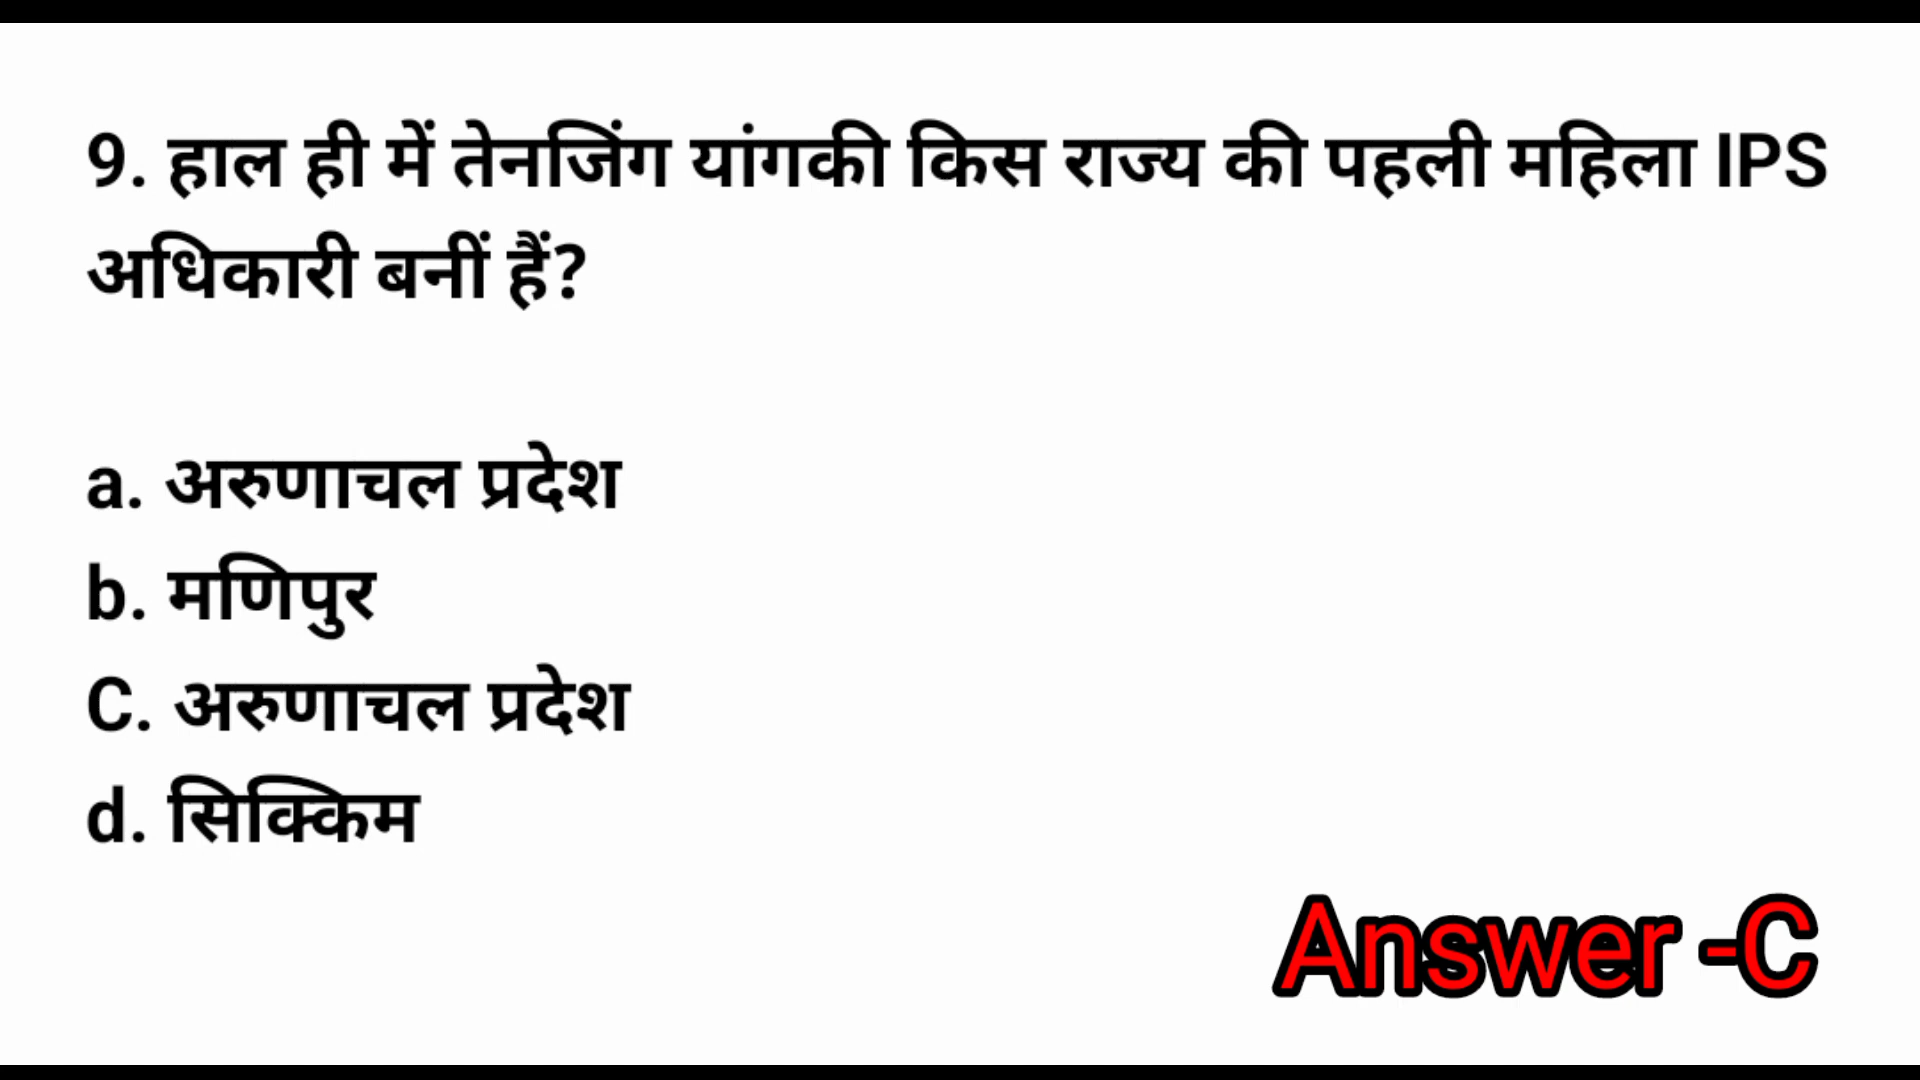 9. हाल ही में तेनजिंग यांगकी किस राज्य की पहली महिला IPS
अधिकारी बनीं हैं?
a. अरुणाचल प्रदेश
b. मणिपुर
C. अरुणाचल प्रदेश
d. सिक्किम
Answer -C